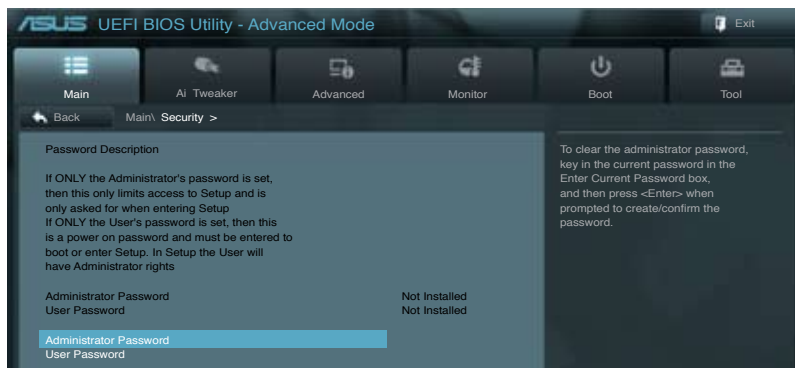 ASUS UEFI BIOS Utility - Advanced Mode
Exit
Main
Ai Tweaker
Advanced
Monitor
Boot
Tool
Back
Main\ Security >
Password Description
If ONLY the Administrator's password is set,
then this only limits access to Setup and is
only asked for when entering Setup
If ONLY the User's password is set, then this
is a power on password and must be entered to
boot or enter Setup. In Setup the User will
have Administrator rights
Administrator Password Not Installed
User Password Not Installed
Administrator Password
User Password
To clear the administrator password,
key in the current password in the
Enter Current Password box,
and then press <Enter> when
prompted to create/confirm the
password.